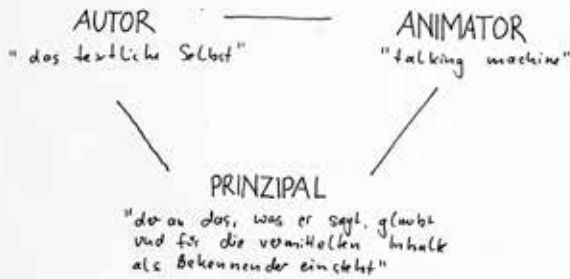 AUTOR
"das textliche Selbst"
ANIMATOR
"talking machine"
PRINZIPAL
"der an das, was er sagt, glaubt
und für die vermittelten Inhalte
als Bekennender einsteht"